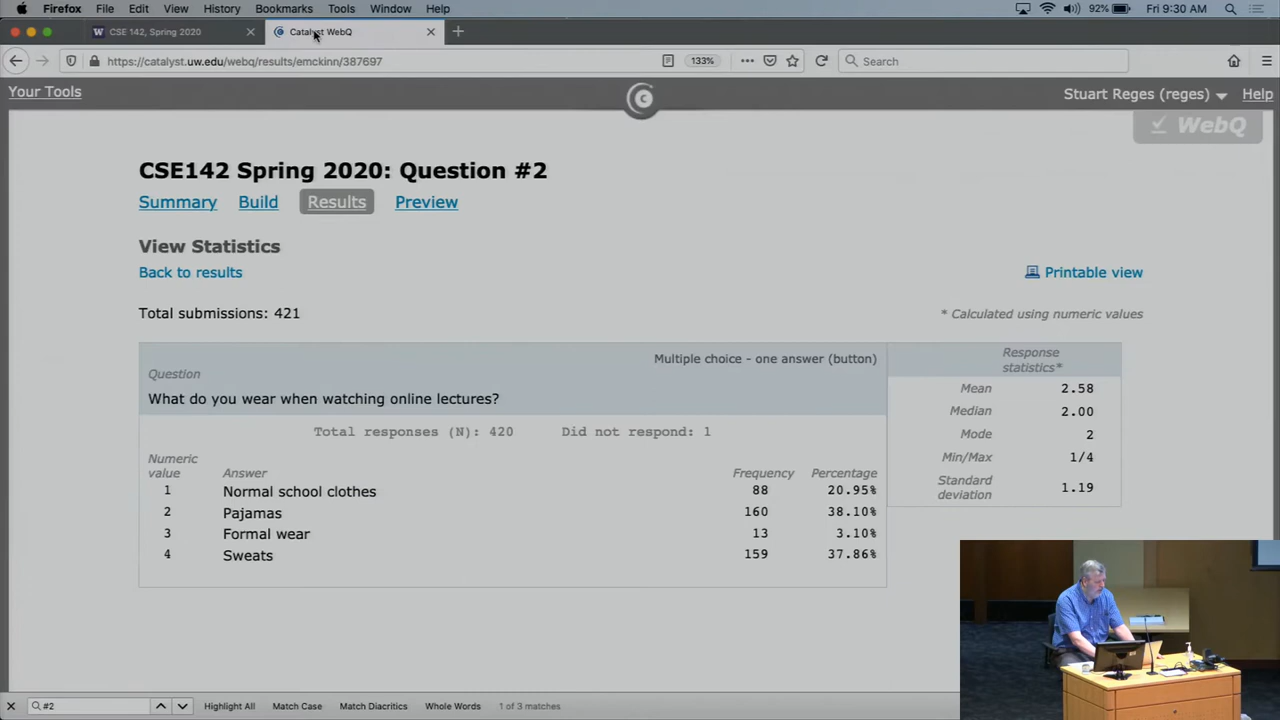 Firefox File Edit View History Bookmarks Tools Window Help 92% Fri 9:30 AM
W CSE 142, Spring 2020 Catalyst WebQ
https://catalyst.uw.edu/webq/results/emckinn/387697 133% Search
Your Tools C Stuart Reges (reges) Help
WebQ
CSE142 Spring 2020: Question #2
Summary Build Results Preview
View Statistics
Back to results Printable view
Total submissions: 421 * Calculated using numeric values
Multiple choice - one answer (button)
Question
What do you wear when watching online lectures?
Total responses (N): 420 Did not respond: 1
Numeric value Answer Frequency Percentage
1 Normal school clothes 88 20.95%
2 Pajamas 160 38.10%
3 Formal wear 13 3.10%
4 Sweats 159 37.86%
Response
statistics*
Mean 2.58
Median 2.00
Mode 2
Min/Max 1/4
Standard deviation 1.19
#2 Highlight All Match Case Match Diacritics Whole Words 1 of 3 matches